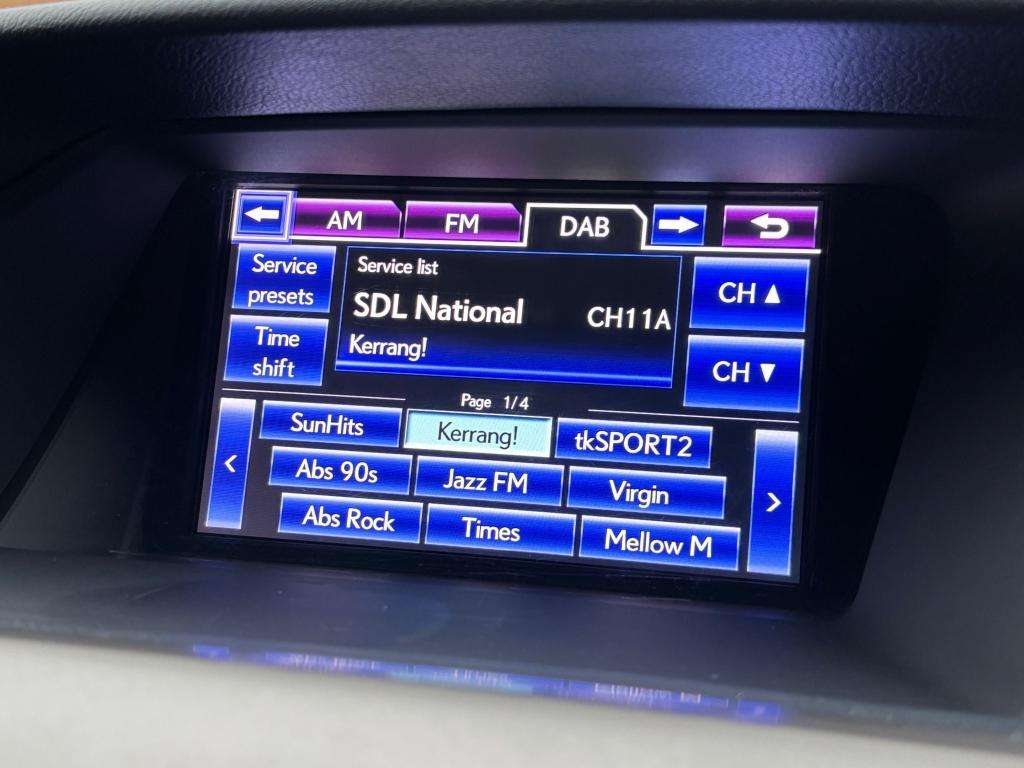 AM FM DAB
Service presets
Time shift
Service list
SDL National CH11A
Kerrang!
CH ▲
CH ▼
Page 1/4
< >
SunHits Kerrang! tkSPORT2
Abs 90s Jazz FM Virgin
Abs Rock Times Mellow M